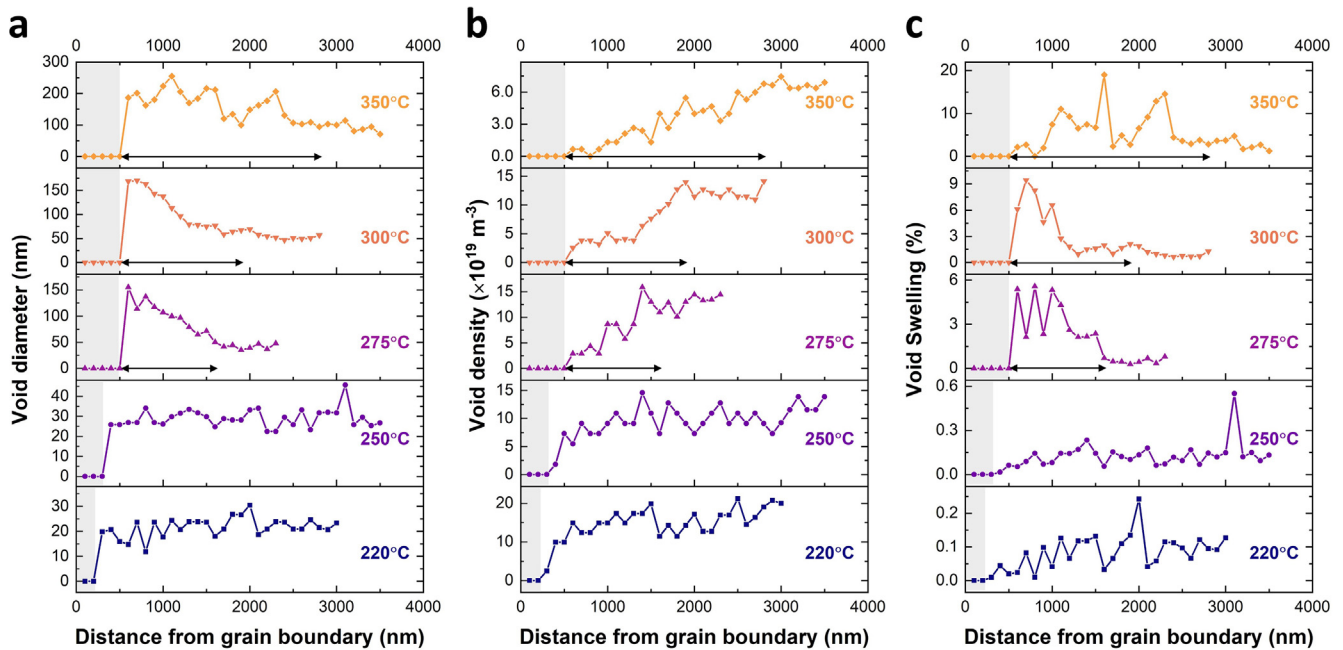 a
0 1000 2000 3000 4000
Void diameter (nm)
300
200
100
0
350°C
150
100
50
0
300°C
150
100
50
0
275°C
40
30
20
10
0
250°C
30
20
10
0
220°C
0 1000 2000 3000 4000
Distance from grain boundary (nm)
b
0 1000 2000 3000 4000
Void density (×10¹⁹ m⁻³)
6.0
3.0
0.0
350°C
20
15
10
5
0
300°C
15
10
5
0
275°C
15
10
5
0
250°C
20
10
0
220°C
0 1000 2000 3000 4000
Distance from grain boundary (nm)
c
0 1000 2000 3000 4000
Void Swelling (%)
20
10
0
350°C
9
6
3
0
300°C
6
3
0
275°C
0.6
0.3
0.0
250°C
0.2
0.1
0.0
220°C
0 1000 2000 3000 4000
Distance from grain boundary (nm)